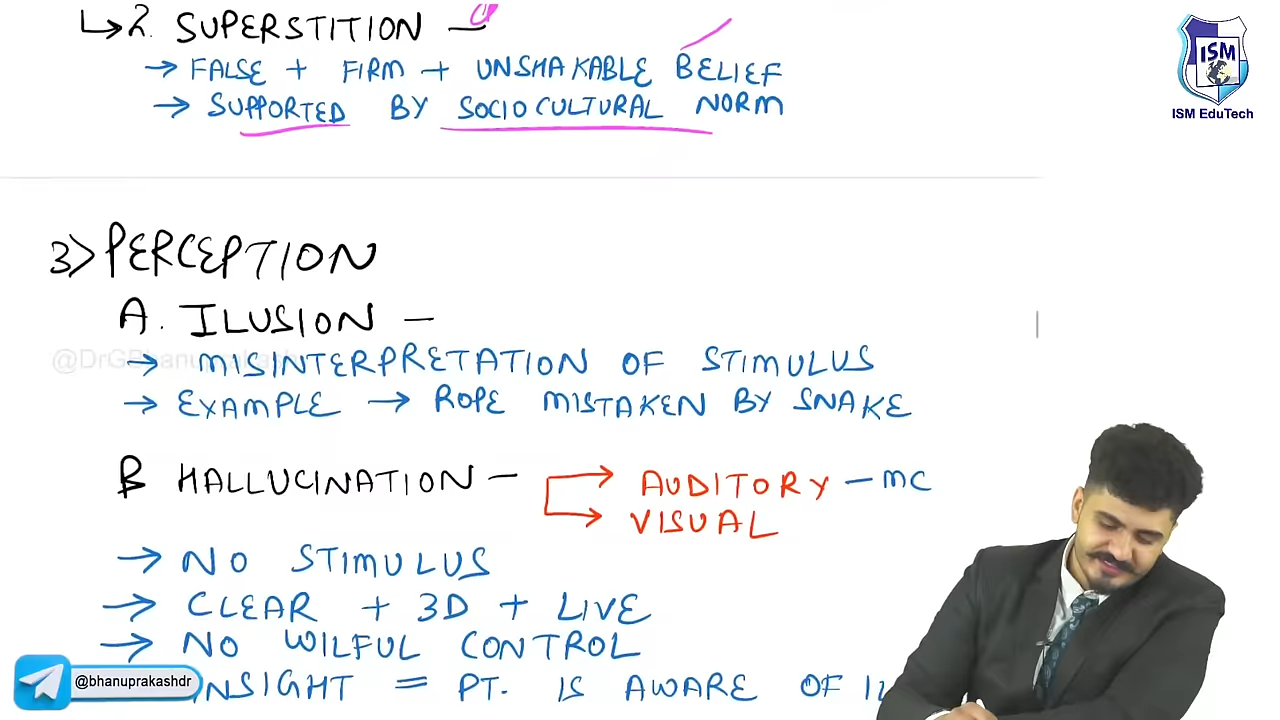 ↳ 2. SUPERSTITION –
→ FALSE + FIRM + UNSHAKABLE BELIEF
→ SUPPORTED BY SOCIOCULTURAL NORM
ISM
ISM EduTech
3> PERCEPTION
A. ILUSION –
@DrGBhanuprakash
→ MISINTERPRETATION OF STIMULUS
→ EXAMPLE → ROPE MISTAKEN BY SNAKE
B HALLUCINATION – → AUDITORY – MC
→ VISUAL
→ NO STIMULUS
→ CLEAR + 3D + LIVE
→ NO WILFUL CONTROL
@bhanuprakashdr
NSIGHT = PT. IS AWARE OF